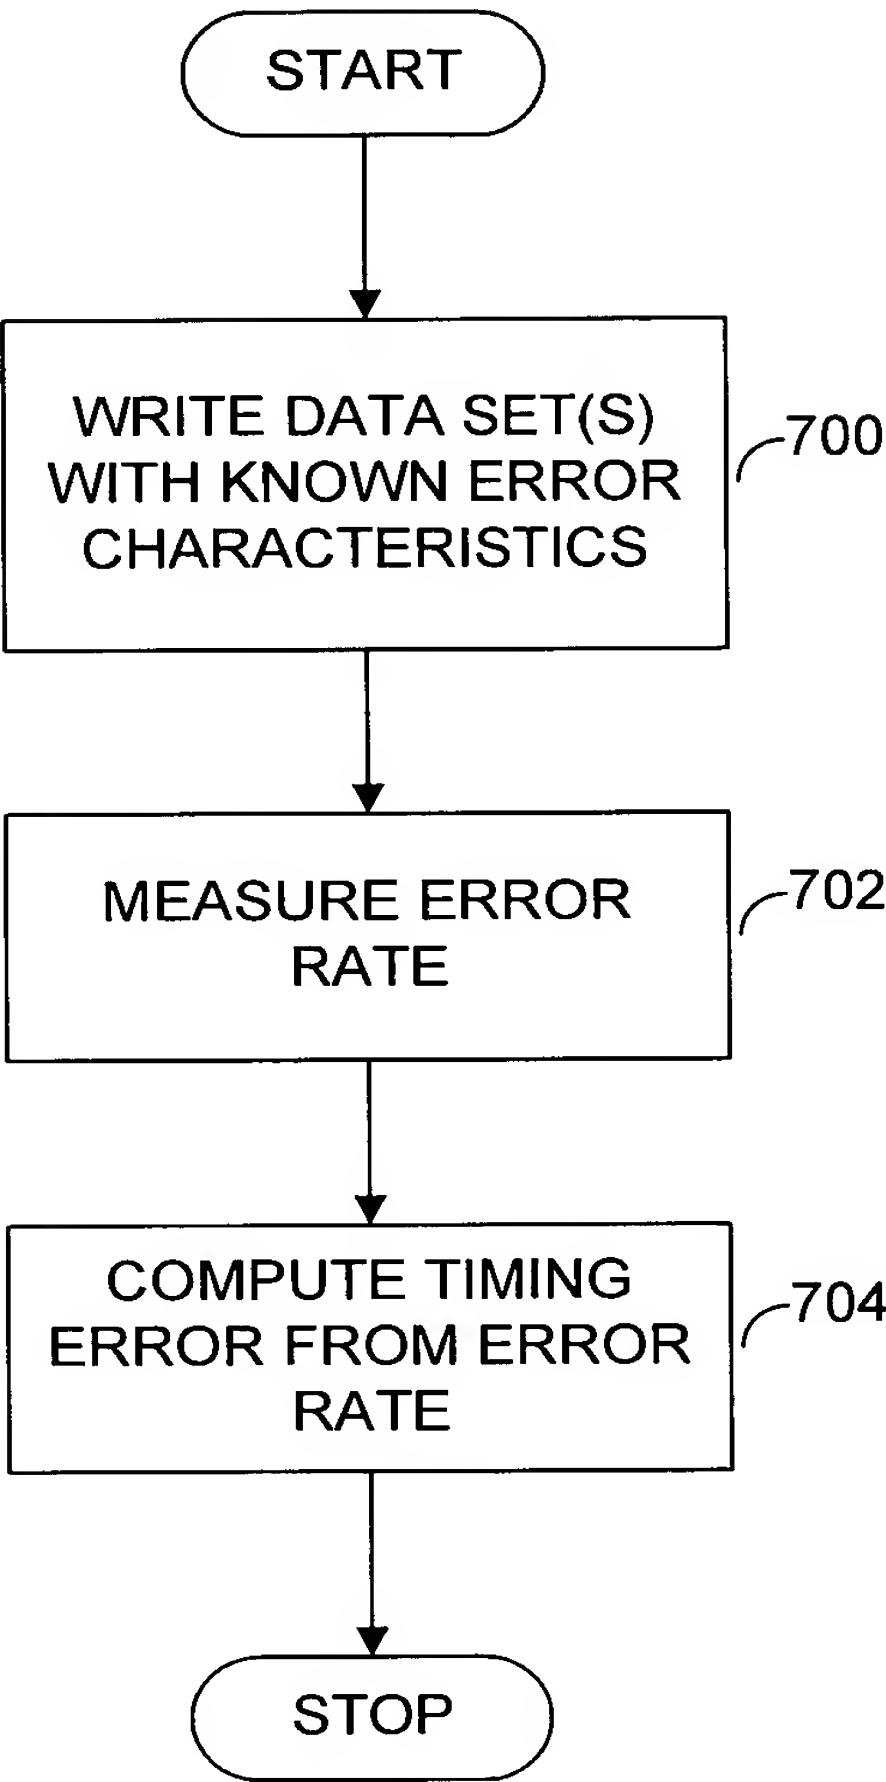 START
WRITE DATA SET(S)
WITH KNOWN ERROR
CHARACTERISTICS
700
MEASURE ERROR
RATE
702
COMPUTE TIMING
ERROR FROM ERROR
RATE
704
STOP